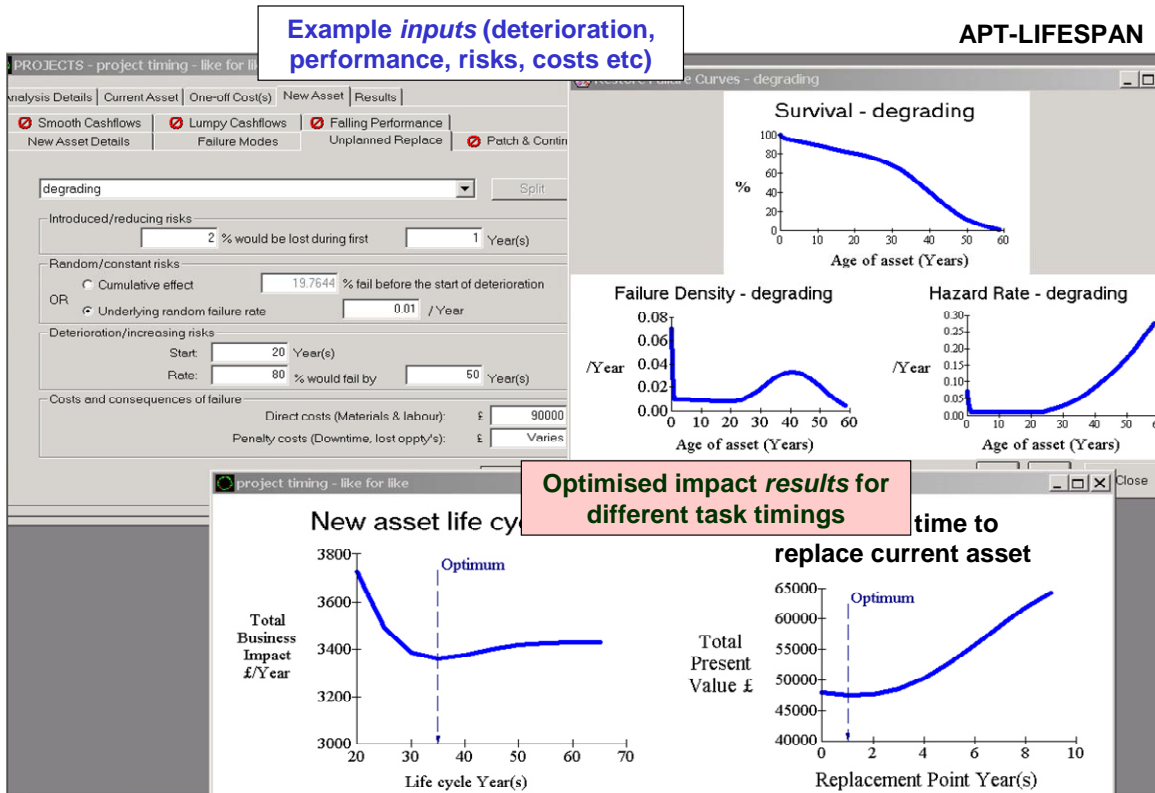 Example inputs (deterioration,
performance, risks, costs etc)
APT-LIFESPAN
PROJECTS - project timing - like for
Analysis Details | Current Asset | One-off Cost(s) | New Asset | Results
Smooth Cashflows | Lumpy Cashflows | Falling Performance
New Asset Details | Failure Modes | Unplanned Replace | Patch &
degrading
Split
Introduced/reducing risks
2 % would be lost during first 1 Year(s)
Random/constant risks
Cumulative effect 19.7644 % fail before the start of deterioration
OR
Underlying random failure rate 0.01 / Year
Deterioration/increasing risks
Start: 20 Year(s)
Rate: 80 % would fail by 50 Year(s)
Costs and consequences of failure
Direct costs (Materials & labour): £ 90000
Penalty costs (Downtime, lost oppty's): £ Varies
Failure Curves - degrading
Survival - degrading
100
80
60
40
20
%
0 10 20 30 40 50 60
Age of asset (Years)
Failure Density - degrading
0.08
0.06
0.04
0.02
0.00
/Year
0 10 20 30 40 50 60
Age of asset (Years)
Hazard Rate - degrading
0.30
0.25
0.20
0.15
0.10
0.05
0.00
/Year
0 10 20 30 40 50
Age of asset (Years)
Close
project timing - like for like
Optimised impact results for
different task timings
New asset life
3800
3600
3400
3200
3000
Optimum
Total
Business
Impact
£/Year
20 30 40 50 60 70
Life cycle Year(s)
time to
replace current asset
65000
60000
55000
50000
45000
40000
Optimum
Total
Present
Value £
0 2 4 6 8 10
Replacement Point Year(s)